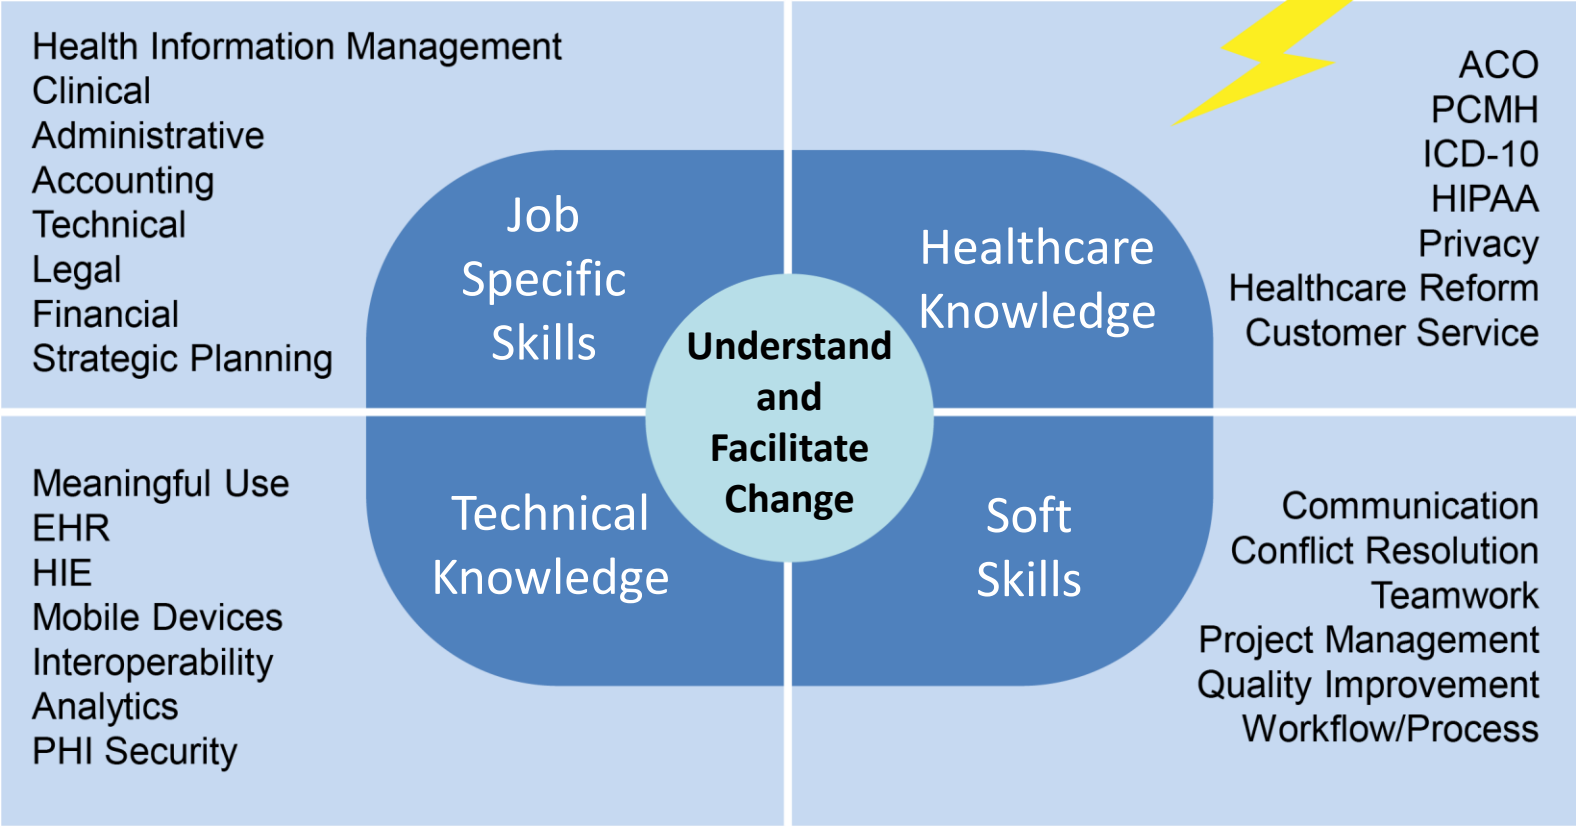 Health Information Management
Clinical
Administrative
Accounting
Technical
Legal
Financial
Strategic Planning
Job
Specific
Skills
Healthcare
Knowledge
ACO
PCMH
ICD-10
HIPAA
Privacy
Healthcare Reform
Customer Service
Understand
and
Facilitate
Change
Meaningful Use
EHR
HIE
Mobile Devices
Interoperability
Analytics
PHI Security
Technical
Knowledge
Soft
Skills
Communication
Conflict Resolution
Teamwork
Project Management
Quality Improvement
Workflow/Process